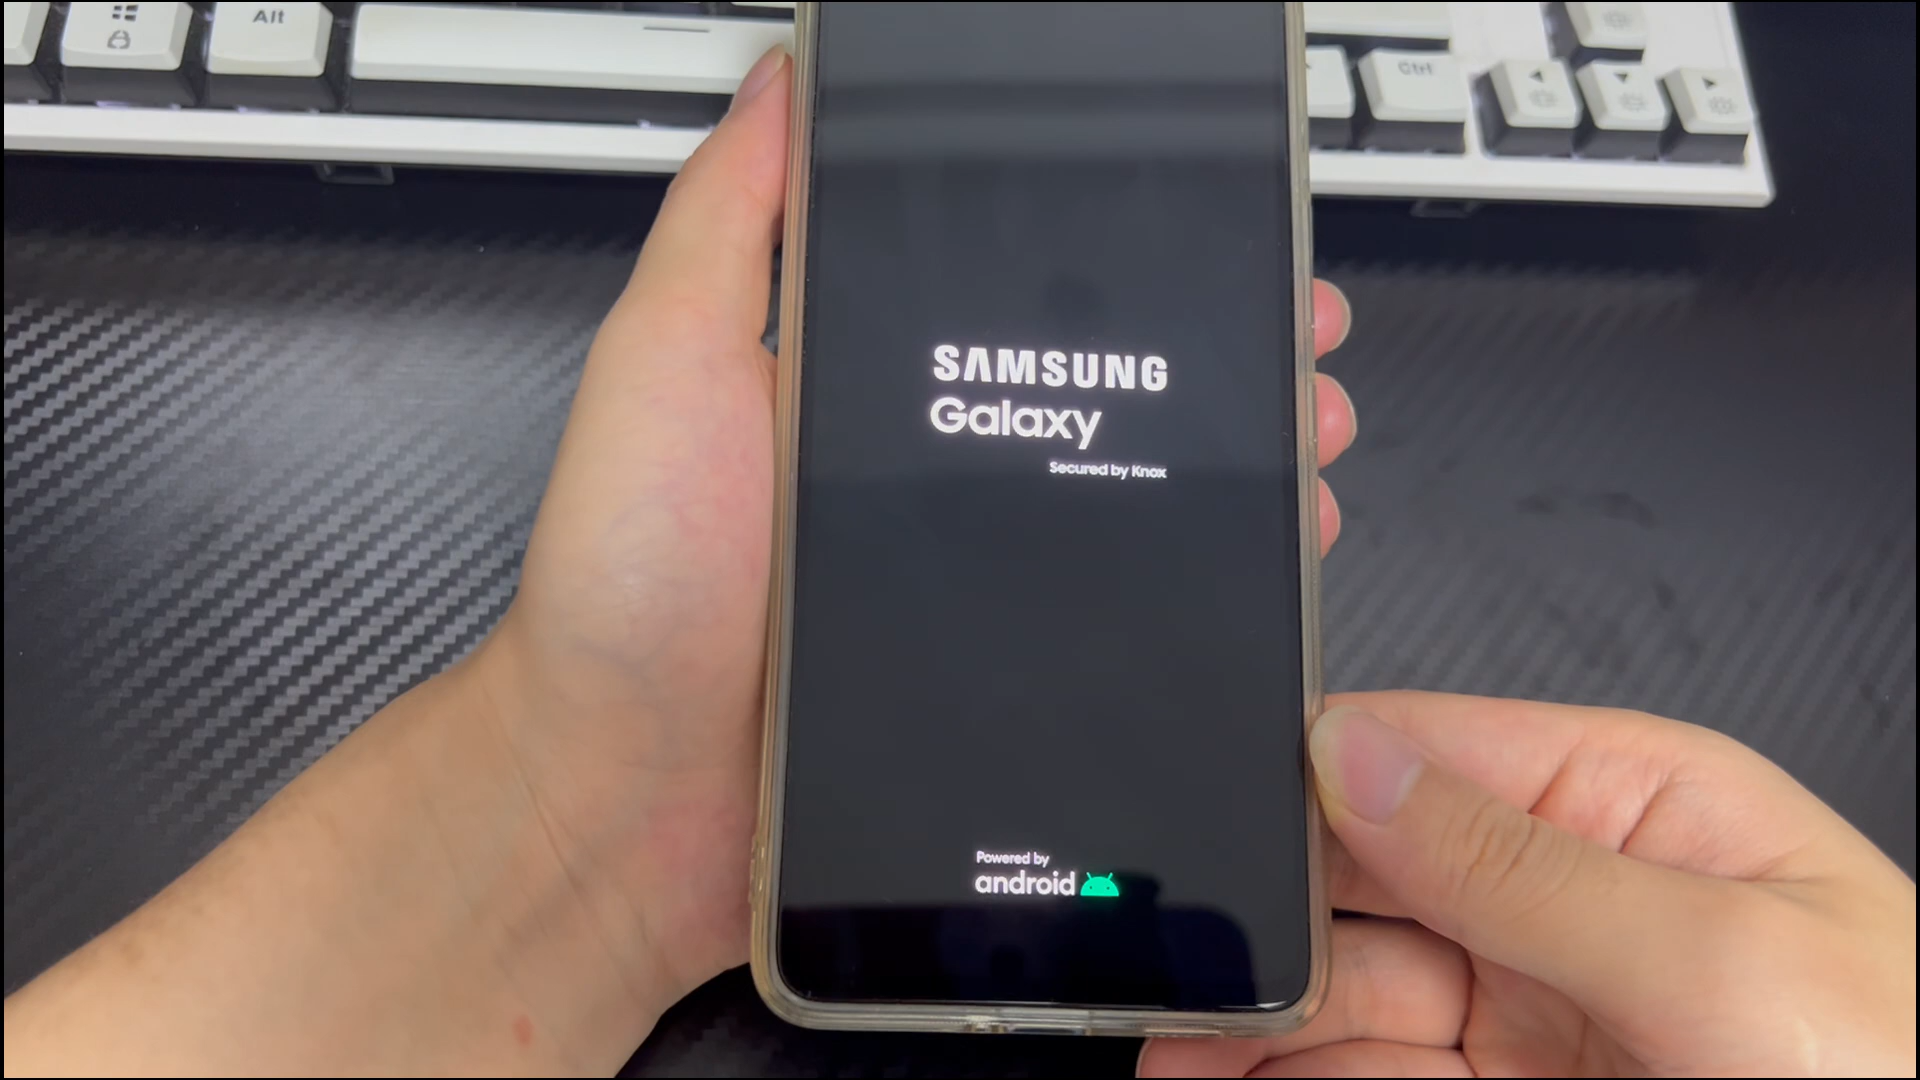 Alt
Ctrl
SAMSUNG
Galaxy
Secured by Knox
Powered by
android